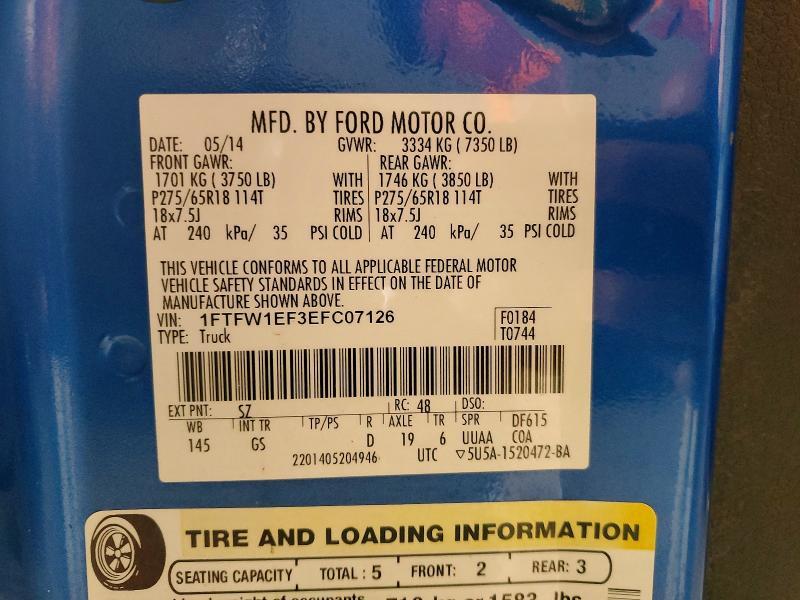 MFD. BY FORD MOTOR CO.
DATE: 05/14 GVWR: 3334 KG ( 7350 LB)
FRONT GAWR: REAR GAWR:
1701 KG ( 3750 LB) WITH 1746 KG ( 3850 LB) WITH
P275/65R18 114T TIRES P275/65R18 114T TIRES
18x7.5J RIMS 18x7.5J RIMS
AT 240 kPa/ 35 PSI COLD AT 240 kPa/ 35 PSI COLD
THIS VEHICLE CONFORMS TO ALL APPLICABLE FEDERAL MOTOR
VEHICLE SAFETY STANDARDS IN EFFECT ON THE DATE OF
MANUFACTURE SHOWN ABOVE.
VIN: 1FTFW1EF3EFC07126 F0184
TYPE: Truck T0744
EXT PNT: SZ RC: 48 DSO:
WB INT TR TP/PS R AXLE TR SPR DF615
145 GS D 19 6 UUAA COA
2201405204946 UTC ▽5U5A-1520472-BA
TIRE AND LOADING INFORMATION
SEATING CAPACITY TOTAL : 5 FRONT: 2 REAR: 3